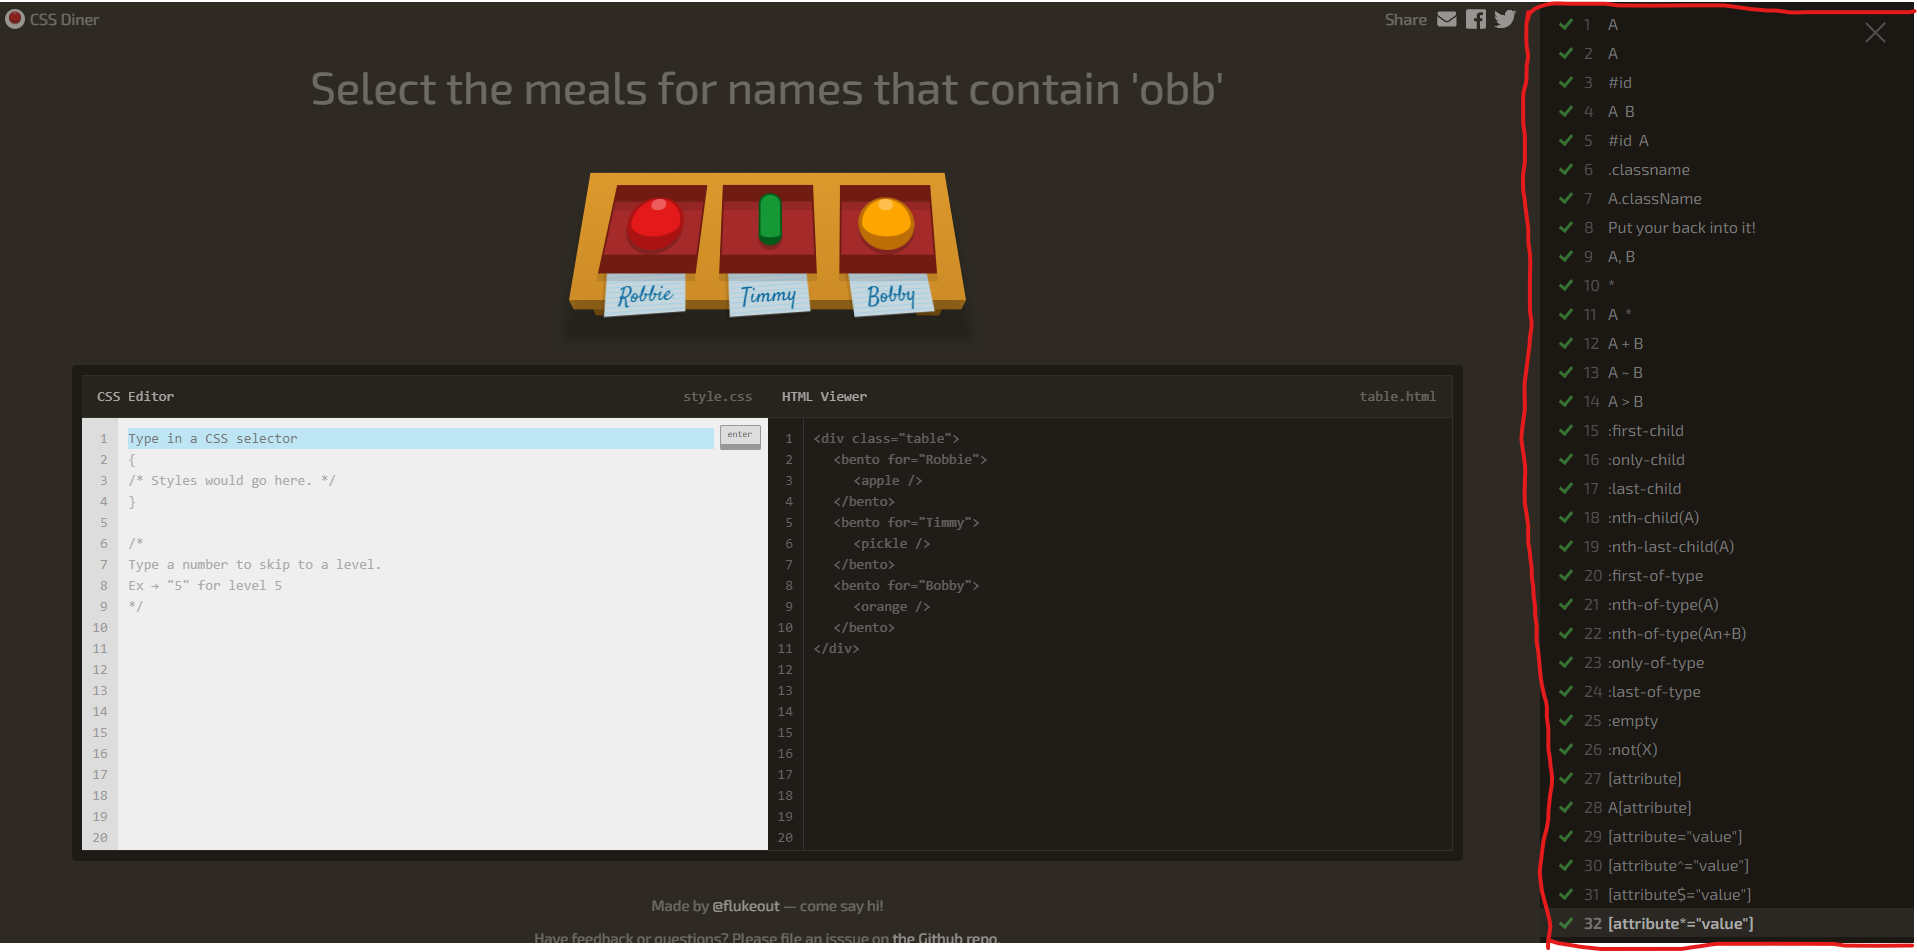 CSS Diner
Share
Select the meals for names that contain 'obb'
Robbie
Timmy
Bobby
CSS Editor style.css
1 Type in a CSS selector enter
2 {
3 /* Styles would go here. */
4 }
5
6 /*
7 Type a number to skip to a level.
8 Ex → "5" for level 5
9 */
10
11
12
13
14
15
16
17
18
19
20
HTML Viewer table.html
1 <div class="table">
2 <bento for="Robbie">
3 <apple />
4 </bento>
5 <bento for="Timmy">
6 <pickle />
7 </bento>
8 <bento for="Bobby">
9 <orange />
10 </bento>
11 </div>
12
13
14
15
16
17
18
19
20
Made by @flukeout — come say hi!
Have feedback or questions? Please file an isssue on the Github repo.
1 A
2 A
3 #id
4 A B
5 #id A
6 .classname
7 A.className
8 Put your back into it!
9 A, B
10 *
11 A *
12 A + B
13 A ~ B
14 A > B
15 :first-child
16 :only-child
17 :last-child
18 :nth-child(A)
19 :nth-last-child(A)
20 :first-of-type
21 :nth-of-type(A)
22 :nth-of-type(An+B)
23 :only-of-type
24 :last-of-type
25 :empty
26 :not(X)
27 [attribute]
28 A[attribute]
29 [attribute="value"]
30 [attribute^="value"]
31 [attribute$="value"]
32 [attribute*="value"]